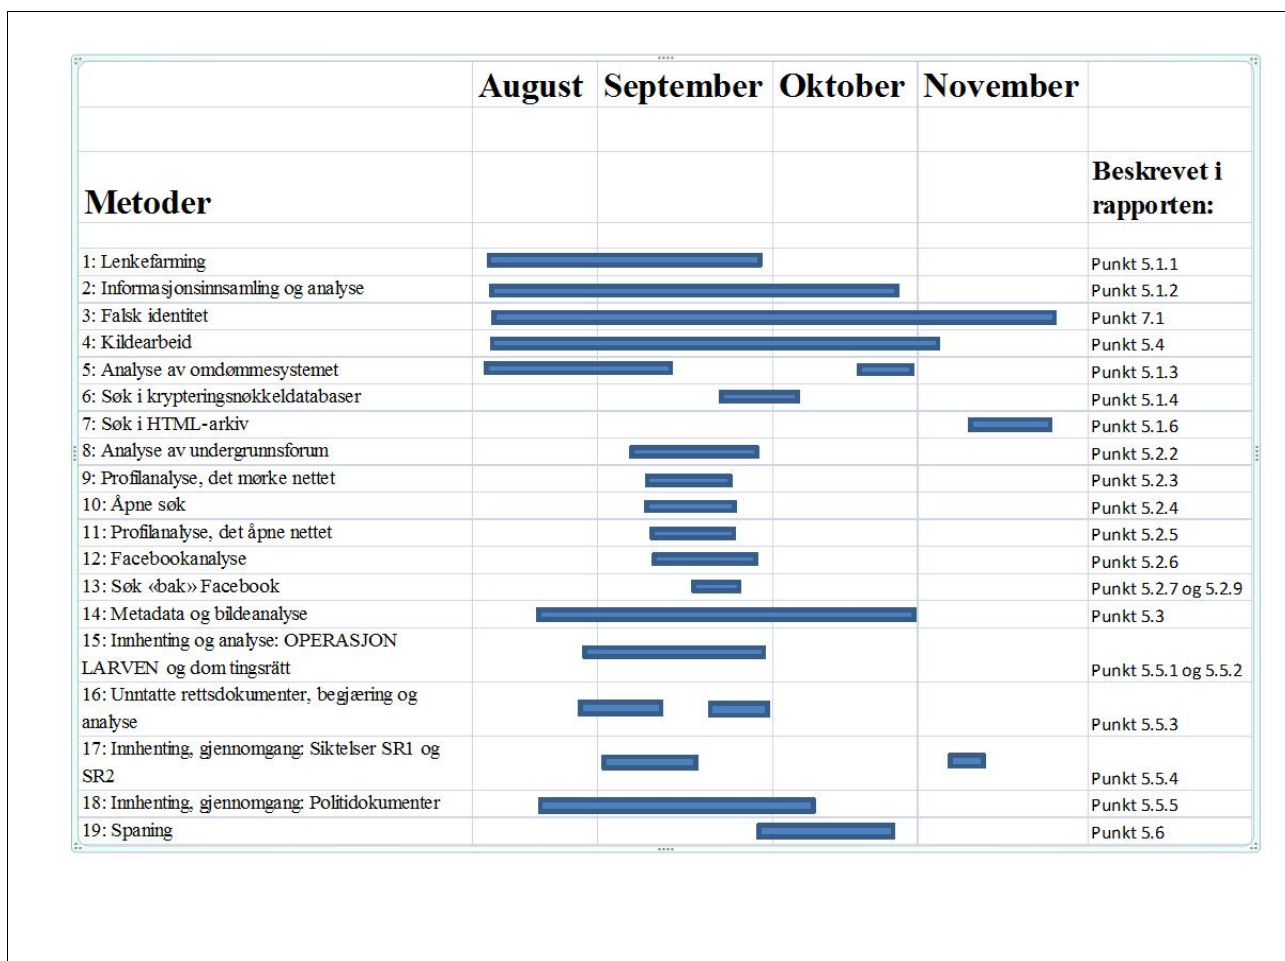 August September Oktober November
Metoder
Beskrevet i
rapporten:
1: Lenkefarming Punkt 5.1.1
2: Informasjonsinnsamling og analyse Punkt 5.1.2
3: Falsk identitet Punkt 7.1
4: Kildearbeid Punkt 5.4
5: Analyse av omdømmesystemet Punkt 5.1.3
6: Søk i krypteringsnøkkeldatabaser Punkt 5.1.4
7: Søk i HTML-arkiv Punkt 5.1.6
8: Analyse av undergrunnsforum Punkt 5.2.2
9: Profilanalyse, det mørke nettet Punkt 5.2.3
10: Åpne søk Punkt 5.2.4
11: Profilanalyse, det åpne nettet Punkt 5.2.5
12: Facebookanalyse Punkt 5.2.6
13: Søk «bak» Facebook Punkt 5.2.7 og 5.2.9
14: Metadata og bildeanalyse Punkt 5.3
15: Innhenting og analyse: OPERASJON
LARVEN og dom tingsrätt Punkt 5.5.1 og 5.5.2
16: Unntatte rettsdokumenter, begjæring og
analyse Punkt 5.5.3
17: Innhenting, gjennomgang: Siktelser SR1 og
SR2 Punkt 5.5.4
18: Innhenting, gjennomgang: Politidokumenter Punkt 5.5.5
19: Spaning Punkt 5.6